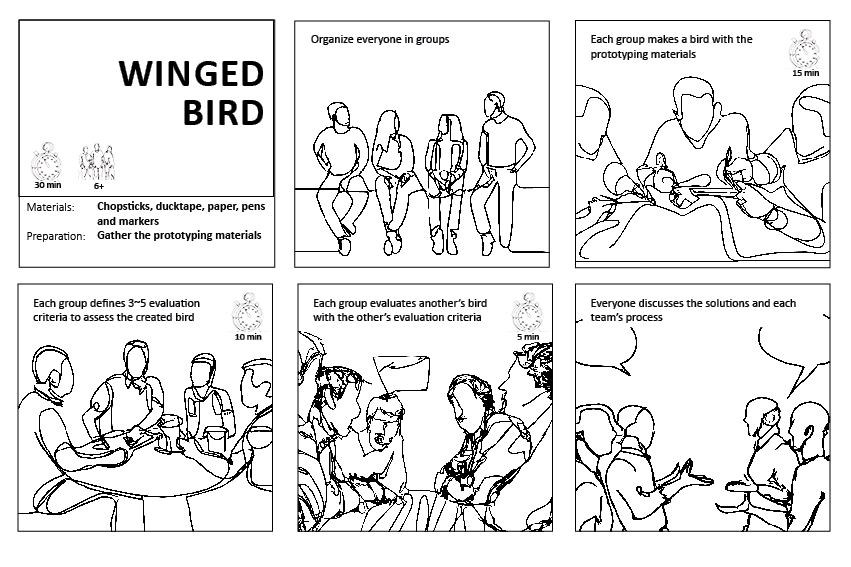 WINGED
BIRD
30 min
6+
Materials: Chopsticks, ducktape, paper, pens
and markers
Preparation: Gather the prototyping materials
Organize everyone in groups
Each group makes a bird with the
prototyping materials
15 min
Each group defines 3~5 evaluation
criteria to assess the created bird
10 min
Each group evaluates another's bird
with the other's evaluation criteria
5 min
Everyone discusses the solutions and each
team's process